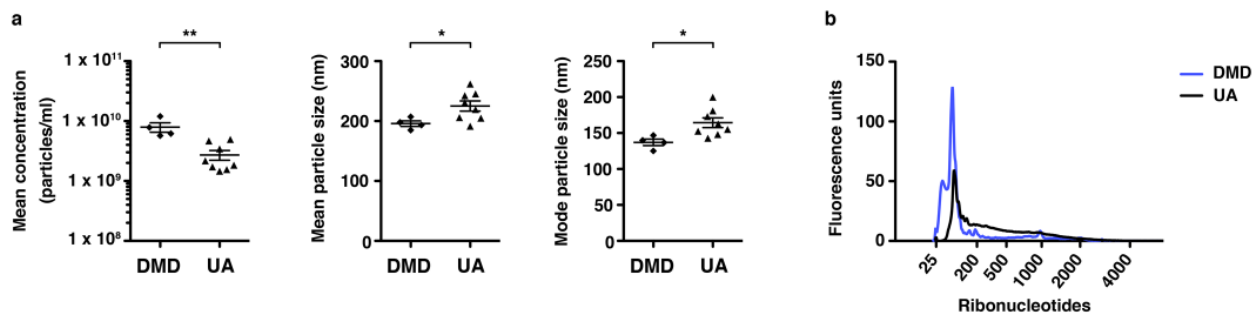 a
**
Mean concentration
(particles/ml)
1 x 10¹¹
1 x 10¹⁰
1 x 10⁹
1 x 10⁸
DMD UA
*
Mean particle size (nm)
300
200
100
0
DMD UA
*
Mode particle size (nm)
250
200
150
100
50
0
DMD UA
b
Fluorescence units
150
100
50
0
25 200 500 1000 2000 4000
Ribonucleotides
DMD
UA